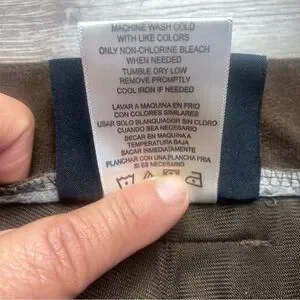 MACHINE WASH COLD
WITH LIKE COLORS
ONLY NON-CHLORINE BLEACH
WHEN NEEDED
TUMBLE DRY LOW
REMOVE PROMPTLY
COOL IRON IF NEEDED
LAVAR A MAQUINA EN FRIO
CON COLORES SIMILARES
USAR SOLO BLANQUEADOR SIN CLORO
CUANDO SEA NECESARIO
SECAR EN MAQUINA A
TEMPERATURA BAJA
SACAR INMEDIATAMENTE
PLANCHAR CON UNA PLANCHA FRIA
SI ES NECESARIO